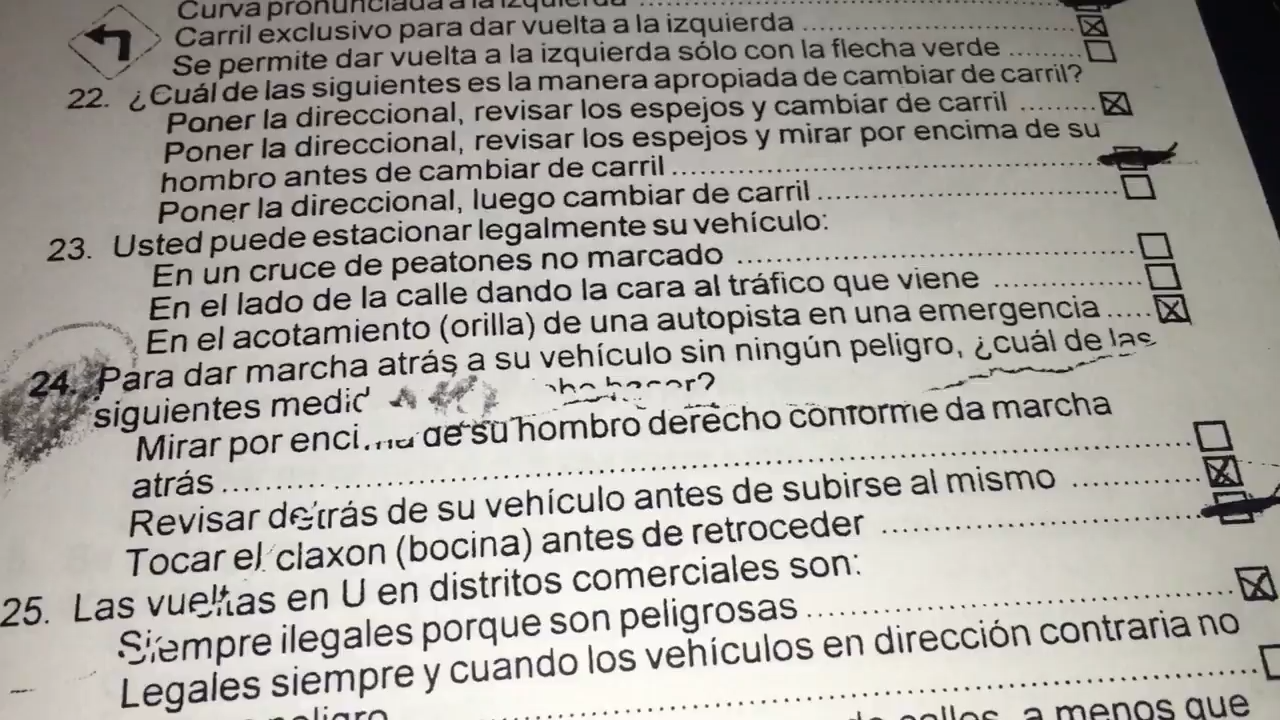 Curva pronunciada a la izquierda
Carril exclusivo para dar vuelta a la izquierda
Se permite dar vuelta a la izquierda sólo con la flecha verde
22. ¿Cuál de las siguientes es la manera apropiada de cambiar de carril?
Poner la direccional, revisar los espejos y cambiar de carril
Poner la direccional, revisar los espejos y mirar por encima de su
hombro antes de cambiar de carril
Poner la direccional, luego cambiar de carril
23. Usted puede estacionar legalmente su vehículo:
En un cruce de peatones no marcado
En el lado de la calle dando la cara al tráfico que viene
En el acotamiento (orilla) de una autopista en una emergencia
24. Para dar marcha atrás a su vehículo sin ningún peligro, ¿cuál de las
siguientes hacer?
Mirar por encima de su hombro derecho conforme da marcha
atrás
Revisar detrás de su vehículo antes de subirse al mismo
Tocar el claxon (bocina) antes de retroceder
25. Las vueltas en U en distritos comerciales son:
Siempre ilegales porque son peligrosas
Legales siempre y cuando los vehículos en dirección contraria no
peligro
calles, a menos que